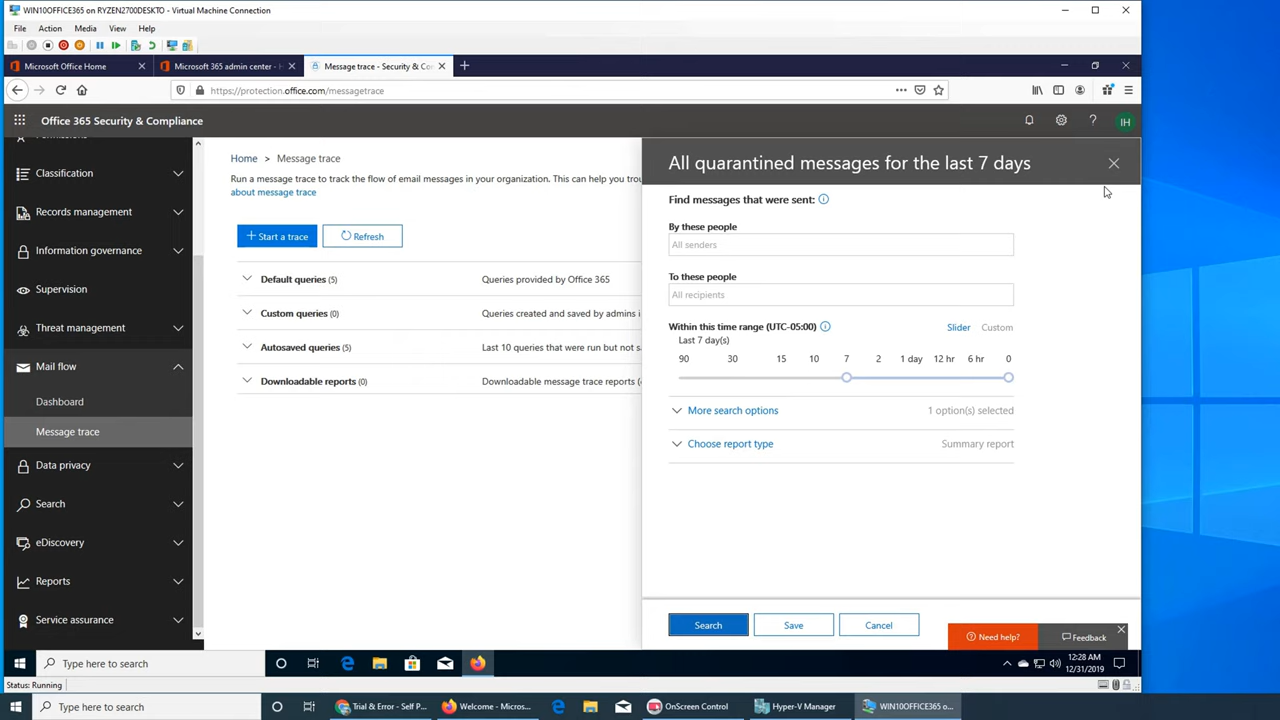 WIN10OFFICE365 on RYZEN2700DESKTO - Virtual Machine Connection
File Action Media View Help
Microsoft Office Home
Microsoft 365 admin center -
Message trace - Security & Co
https://protection.office.com/messagetrace
Office 365 Security & Compliance
IH
Classification
Records management
Information governance
Supervision
Threat management
Mail flow
Dashboard
Message trace
Data privacy
Search
eDiscovery
Reports
Service assurance
Home > Message trace
Run a message trace to track the flow of email messages in your organization. This can help you trou
about message trace
+ Start a trace
Refresh
Default queries (5) Queries provided by Office 365
Custom queries (0) Queries created and saved by admins i
Autosaved queries (5) Last 10 queries that were run but not s
Downloadable reports (0) Downloadable message trace reports (
All quarantined messages for the last 7 days
Find messages that were sent:
By these people
All senders
To these people
All recipients
Within this time range (UTC-05:00) Slider Custom
Last 7 day(s)
90 30 15 10 7 2 1 day 12 hr 6 hr 0
More search options 1 option(s) selected
Choose report type Summary report
Search Save Cancel
Need help?
Feedback
Type here to search
12:28 AM
12/31/2019
Status: Running
Type here to search
Trial & Error - Self P...
Welcome - Micros...
OnScreen Control
Hyper-V Manager
WIN10OFFICE365 o...